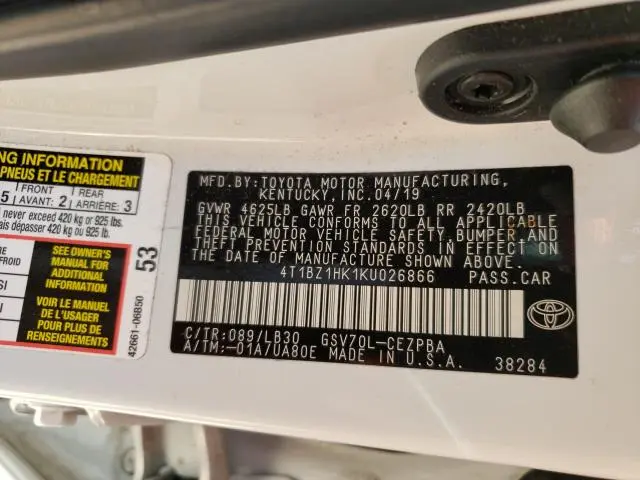 NG INFORMATION
PNEUS ET LE CHARGEMENT
5 FRONT AVANT: 2 REAR ARRIÈRE: 3
never exceed 420 kg or 925 lbs.
dépasser 420 kg ou 925 lb.
SEE OWNER'S
MANUAL FOR
ADDITIONAL
INFORMATION
VOIR LE MANUEL
DE L'USAGER
POUR PLUS DE
RENSEIGNEMENTS
53
42661-06B50
MFD.BY:TOYOTA MOTOR MANUFACTURING,
KENTUCKY, INC.04/19
GVWR 4625LB GAWR FR 2620LB RR 2420LB
THIS VEHICLE CONFORMS TO ALL APPLICABLE
FEDERAL MOTOR VEHICLE SAFETY, BUMPER, AND
THEFT PREVENTION STANDARDS IN EFFECT ON
THE DATE OF MANUFACTURE SHOWN ABOVE.
4T1BZ1HK1KU026866 PASS.CAR
C/TR:089/LB30 GSV70L-CEZPBA
A/TM:-01A/UA80E MADE IN U.S.A. 38284
TOYOTA